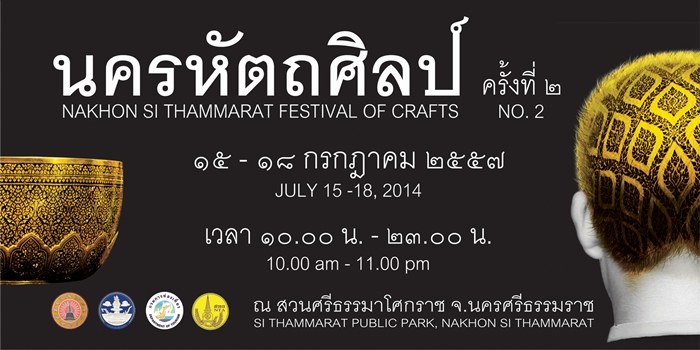 นครหัตถศิลป์ ครั้งที่ ๒
NAKHON SI THAMMARAT FESTIVAL OF CRAFTS NO. 2
๑๕ - ๑๘ กรกฎาคม ๒๕๕๗
JULY 15 -18, 2014
เวลา ๑๐.๐๐ น. - ๒๓.๐๐ น.
10.00 am - 11.00 pm
ณ สวนศรีธรรมาโศกราช จ.นครศรีธรรมราช
SI THAMMARAT PUBLIC PARK, NAKHON SI THAMMARAT